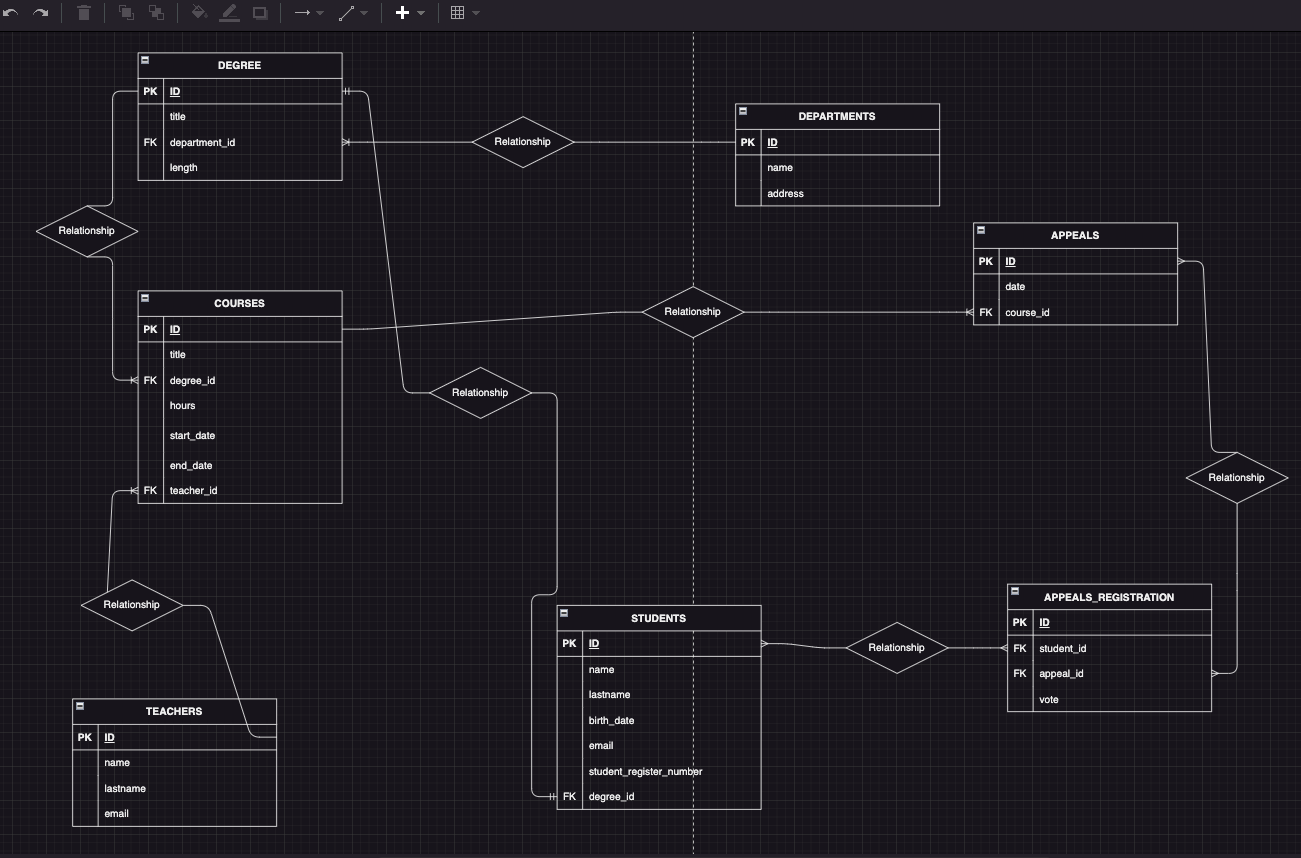 DEGREE
PK ID
title
FK department_id
length
Relationship
DEPARTMENTS
PK ID
name
address
Relationship
APPEALS
PK ID
date
FK course_id
COURSES
PK ID
title
FK degree_id
hours
start_date
end_date
FK teacher_id
Relationship
Relationship
Relationship
Relationship
TEACHERS
PK ID
name
lastname
email
STUDENTS
PK ID
name
lastname
birth_date
email
student_register_number
FK degree_id
Relationship
APPEALS_REGISTRATION
PK ID
FK student_id
FK appeal_id
vote